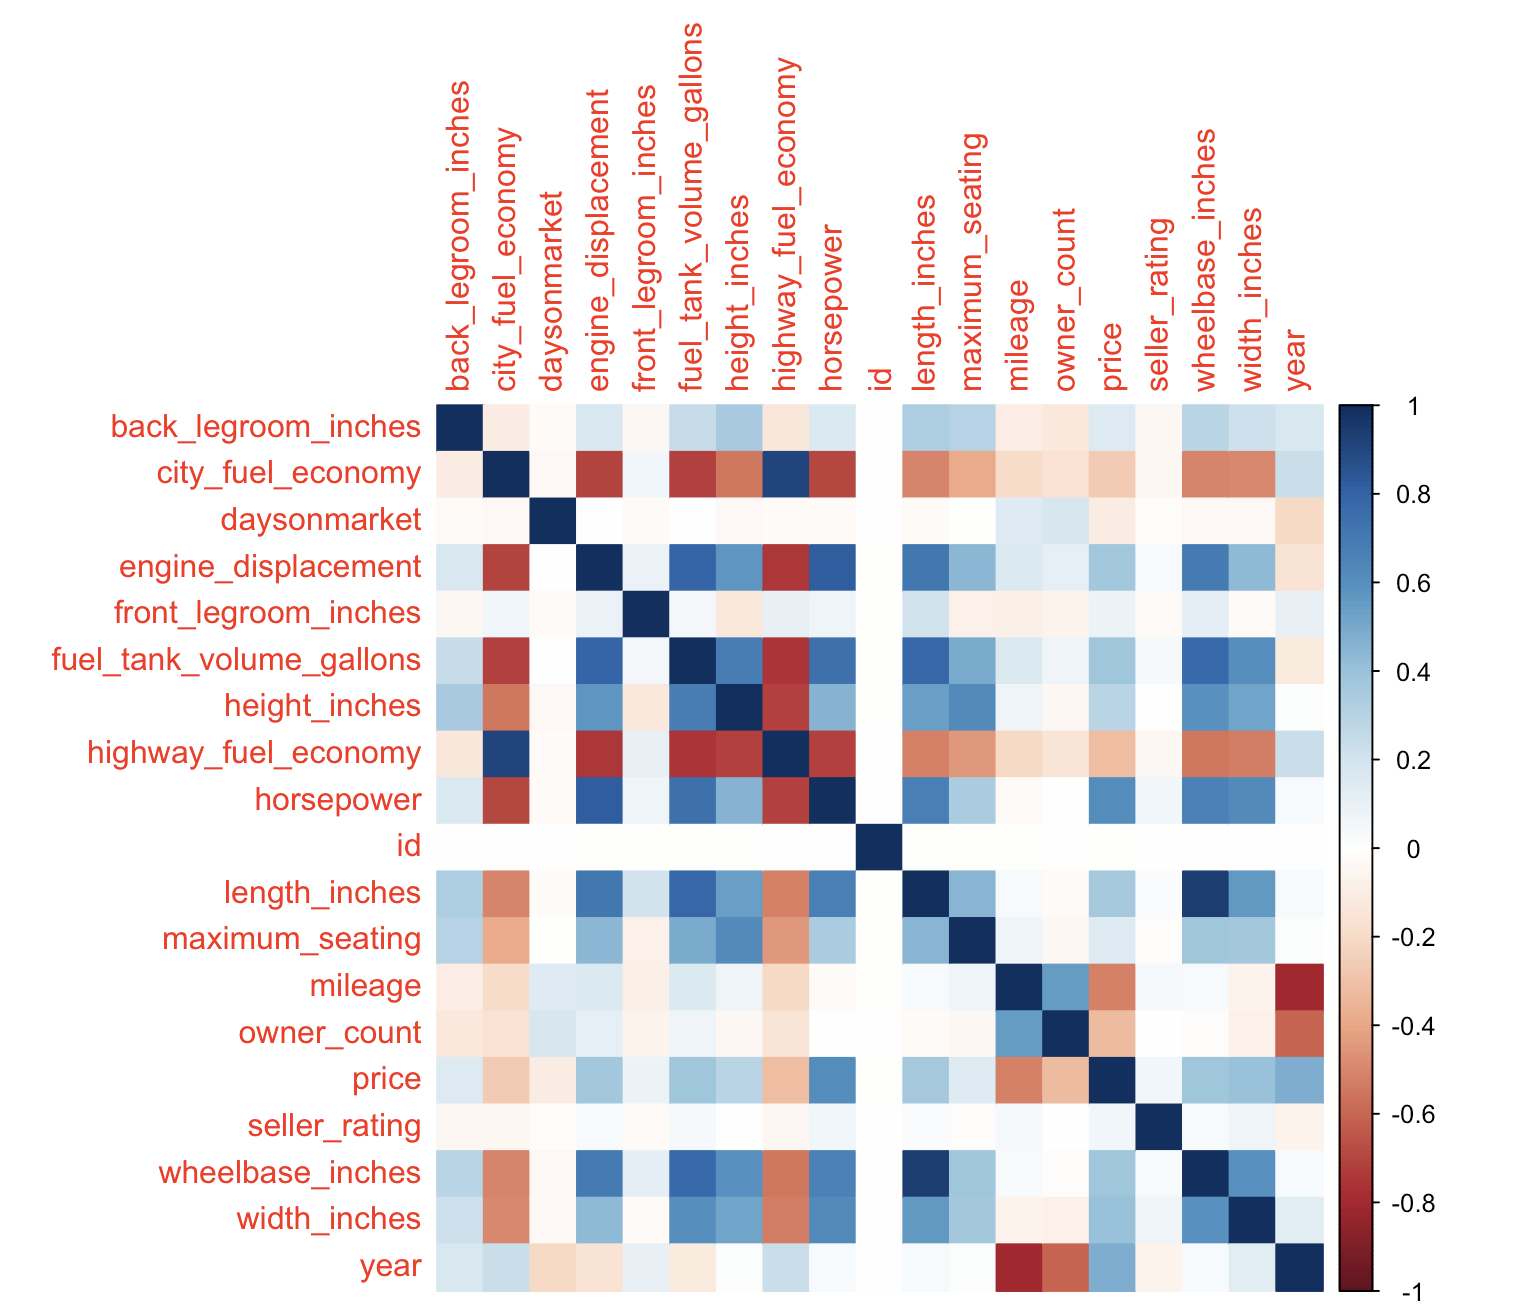 back_legroom_inches
city_fuel_economy
daysonmarket
engine_displacement
front_legroom_inches
fuel_tank_volume_gallons
height_inches
highway_fuel_economy
horsepower
id
length_inches
maximum_seating
mileage
owner_count
price
seller_rating
wheelbase_inches
width_inches
year
back_legroom_inches
city_fuel_economy
daysonmarket
engine_displacement
front_legroom_inches
fuel_tank_volume_gallons
height_inches
highway_fuel_economy
horsepower
id
length_inches
maximum_seating
mileage
owner_count
price
seller_rating
wheelbase_inches
width_inches
year
1
0.8
0.6
0.4
0.2
0
-0.2
-0.4
-0.6
-0.8
-1